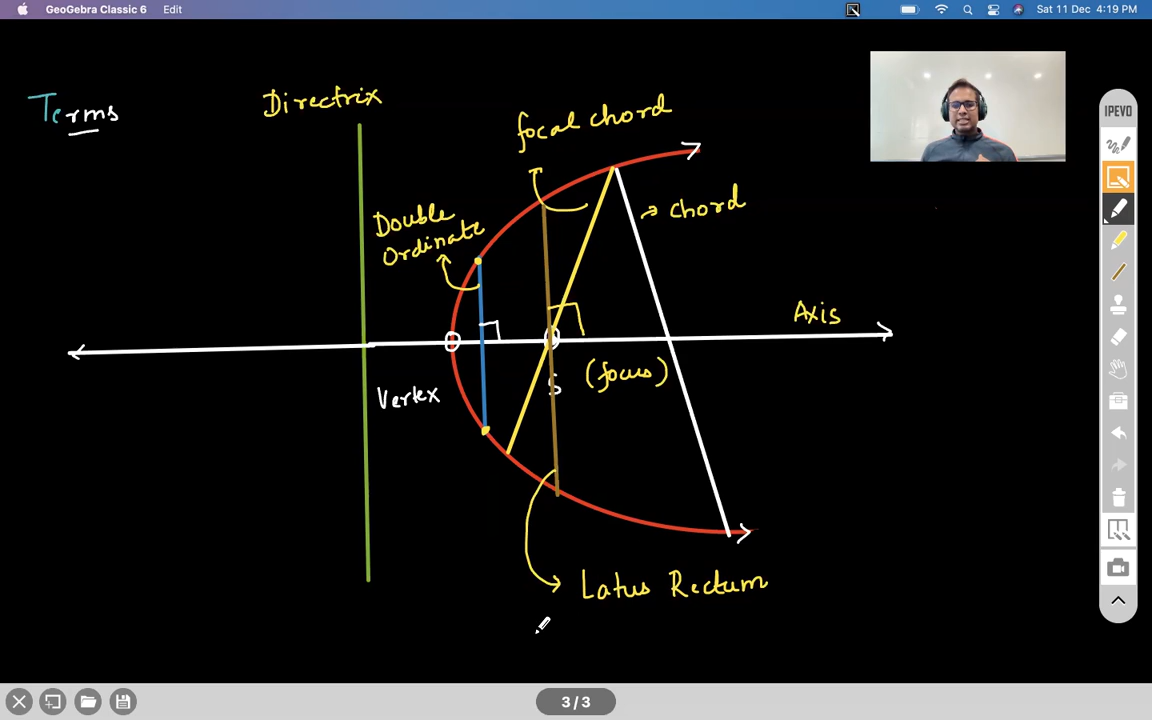 GeoGebra Classic 6 Edit
Sat 11 Dec 4:19 PM
Terms
Directrix
focal chord
IPEVO
Double
Ordinate
chord
Axis
Vertex
S
(focus)
Latus Rectum
3 / 3